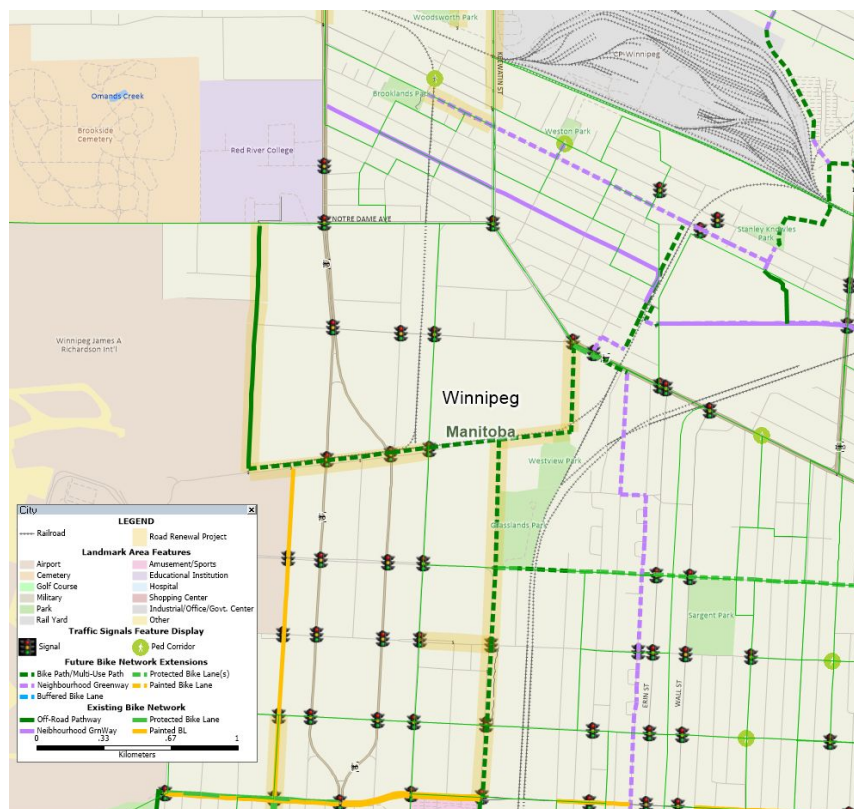 Woodsworth Park
KEEWATIN ST
P-Winnipeg
Omands Creek
Brooklands Park
Brookside
Cemetery
Weston Park
Red River College
NOTRE DAME AVE
Stanley Knowles
Park
Winnipeg James A
Richardson Int'l
Winnipeg
Manitoba
Westview Park
Grasslands Park
Sargent Park
ERIN ST
WALL ST
City
LEGEND
Railroad
Road Renewal Project
Landmark Area Features
Airport
Amusement/Sports
Cemetery
Educational Institution
Golf Course
Hospital
Military
Shopping Center
Park
Industrial/Office/Govt. Center
Rail Yard
Other
Traffic Signals Feature Display
Signal
Ped Corridor
Future Bike Network Extensions
Bike Path/Multi-Use Path
Protected Bike Lane(s)
Neighbourhood Greenway
Painted Bike Lane
Buffered Bike Lane
Existing Bike Network
Off-Road Pathway
Protected Bike Lane
Neibhourhood GrnWay
Painted BL
0 .33 .67 1
Kilometers